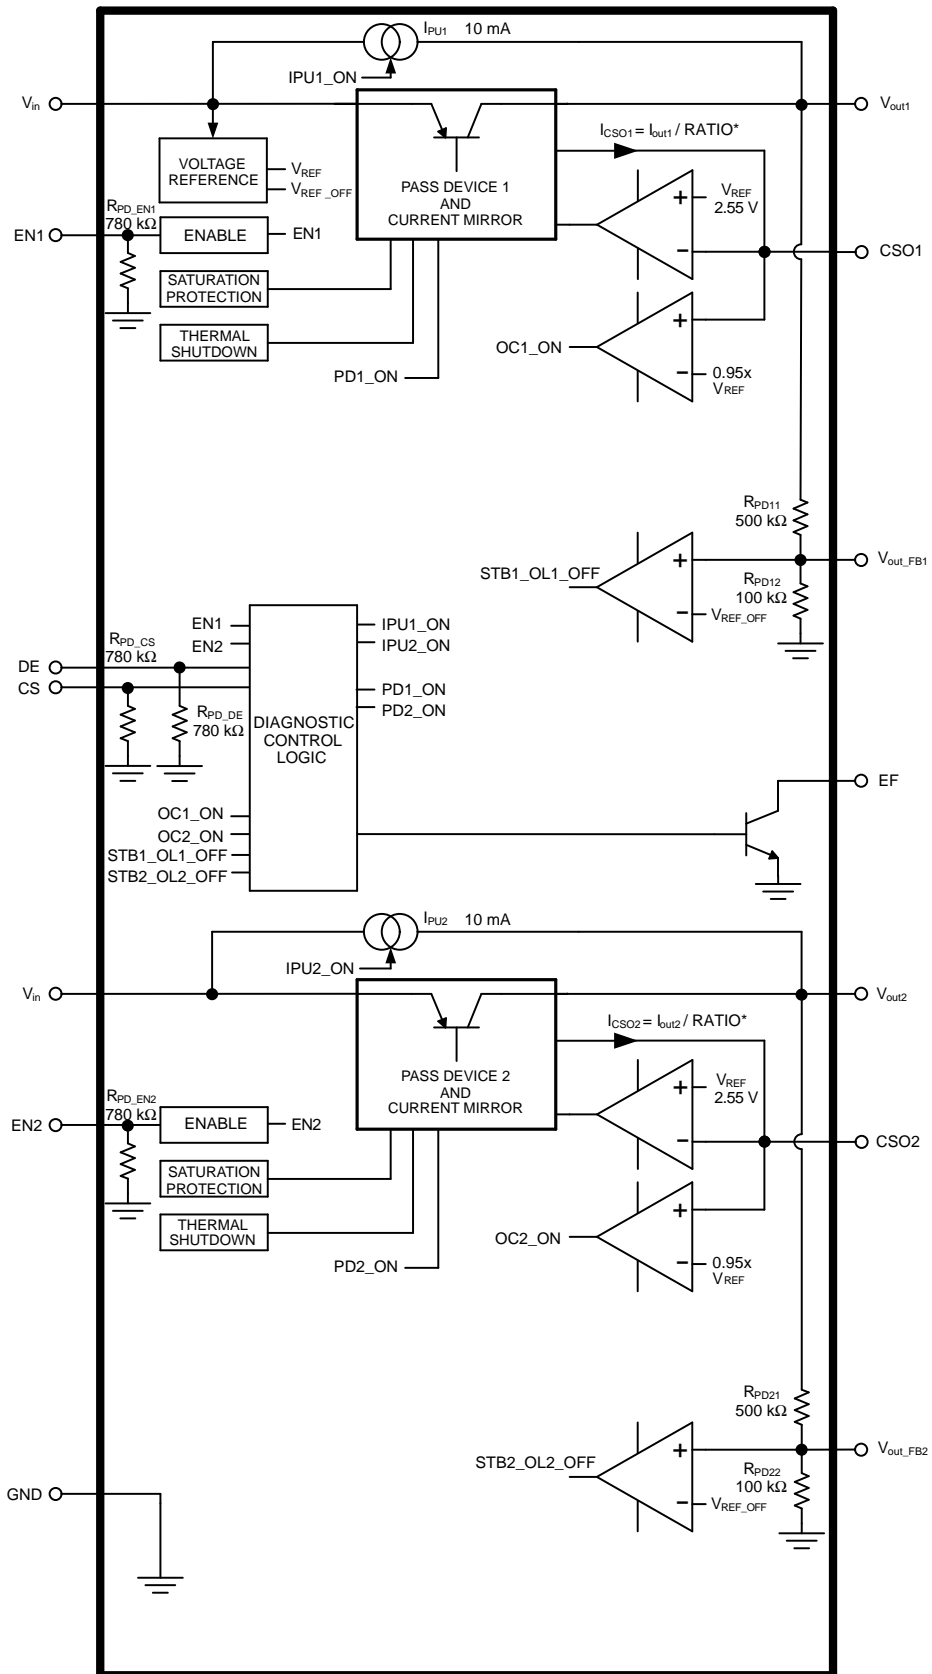 IPU1 10 mA
IPU1_ON
Vin
Vout1
ICSO1 = Iout1 / RATIO*
VOLTAGE
REFERENCE
VREF
VREF_OFF
PASS DEVICE 1
AND
CURRENT MIRROR
+
VREF
2.55 V
−
RPD_EN1
780 kΩ
EN1
ENABLE
EN1
CSO1
SATURATION
PROTECTION
THERMAL
SHUTDOWN
PD1_ON
OC1_ON
+
−
0.95x
VREF
RPD11
500 kΩ
Vout_FB1
STB1_OL1_OFF
+
−
VREF_OFF
RPD12
100 kΩ
EN1
EN2
IPU1_ON
IPU2_ON
RPD_CS
780 kΩ
DE
CS
PD1_ON
PD2_ON
RPD_DE
780 kΩ
DIAGNOSTIC
CONTROL
LOGIC
EF
OC1_ON
OC2_ON
STB1_OL1_OFF
STB2_OL2_OFF
IPU2 10 mA
IPU2_ON
Vin
Vout2
ICSO2 = Iout2 / RATIO*
PASS DEVICE 2
AND
CURRENT MIRROR
+
VREF
2.55 V
−
RPD_EN2
780 kΩ
EN2
ENABLE
EN2
CSO2
SATURATION
PROTECTION
THERMAL
SHUTDOWN
PD2_ON
OC2_ON
+
−
0.95x
VREF
RPD21
500 kΩ
Vout_FB2
STB2_OL2_OFF
+
−
VREF_OFF
RPD22
100 kΩ
GND